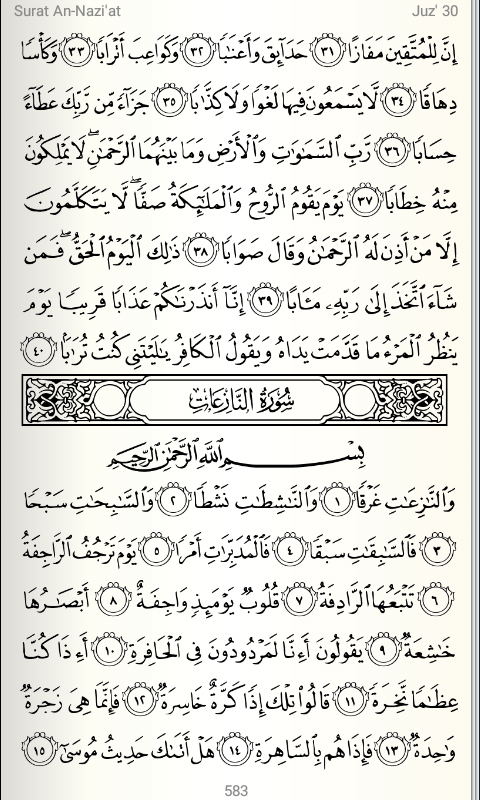 Surat An-Nazi'at Juz' 30
إِنَّ لِلْمُتَّقِينَ مَفَازًا ٣١ حَدَآئِقَ وَأَعْنَٰبًا ٣٢ وَكَوَاعِبَ أَتْرَابًا ٣٣ وَكَأْسًا
دِهَاقًا ٣٤ لَّا يَسْمَعُونَ فِيهَا لَغْوًا وَلَا كِذَّٰبًا ٣٥ جَزَآءً مِّن رَّبِّكَ عَطَآءً
حِسَابًا ٣٦ رَّبِّ ٱلسَّمَٰوَٰتِ وَٱلْأَرْضِ وَمَا بَيْنَهُمَا ٱلرَّحْمَٰنِ ۖ لَا يَمْلِكُونَ
مِنْهُ خِطَابًا ٣٧ يَوْمَ يَقُومُ ٱلرُّوحُ وَٱلْمَلَٰٓئِكَةُ صَفًّا ۖ لَّا يَتَكَلَّمُونَ
إِلَّا مَنْ أَذِنَ لَهُ ٱلرَّحْمَٰنُ وَقَالَ صَوَابًا ٣٨ ذَٰلِكَ ٱلْيَوْمُ ٱلْحَقُّ ۖ فَمَن
شَآءَ ٱتَّخَذَ إِلَىٰ رَبِّهِۦ مَـَٔابًا ٣٩ إِنَّآ أَنذَرْنَٰكُمْ عَذَابًا قَرِيبًا يَوْمَ
يَنظُرُ ٱلْمَرْءُ مَا قَدَّمَتْ يَدَاهُ وَيَقُولُ ٱلْكَافِرُ يَٰلَيْتَنِى كُنتُ تُرَٰبًۢا ٤٠
سُورَةُ النَّازِعَاتِ
بِسْمِ ٱللَّهِ ٱلرَّحْمَٰنِ ٱلرَّحِيمِ
وَٱلنَّٰزِعَٰتِ غَرْقًا ١ وَٱلنَّٰشِطَٰتِ نَشْطًا ٢ وَٱلسَّٰبِحَٰتِ سَبْحًا
٣ فَٱلسَّٰبِقَٰتِ سَبْقًا ٤ فَٱلْمُدَبِّرَٰتِ أَمْرًا ٥ يَوْمَ تَرْجُفُ ٱلرَّاجِفَةُ
٦ تَتْبَعُهَا ٱلرَّادِفَةُ ٧ قُلُوبٌ يَوْمَئِذٍ وَاجِفَةٌ ٨ أَبْصَٰرُهَا
خَٰشِعَةٌ ٩ يَقُولُونَ أَءِنَّا لَمَرْدُودُونَ فِى ٱلْحَافِرَةِ ١٠ أَءِذَا كُنَّا
عِظَٰمًا نَّخِرَةً ١١ قَالُوا۟ تِلْكَ إِذًا كَرَّةٌ خَاسِرَةٌ ١٢ فَإِنَّمَا هِىَ زَجْرَةٌ
وَٰحِدَةٌ ١٣ فَإِذَا هُم بِٱلسَّاهِرَةِ ١٤ هَلْ أَتَىٰكَ حَدِيثُ مُوسَىٰٓ ١٥
583